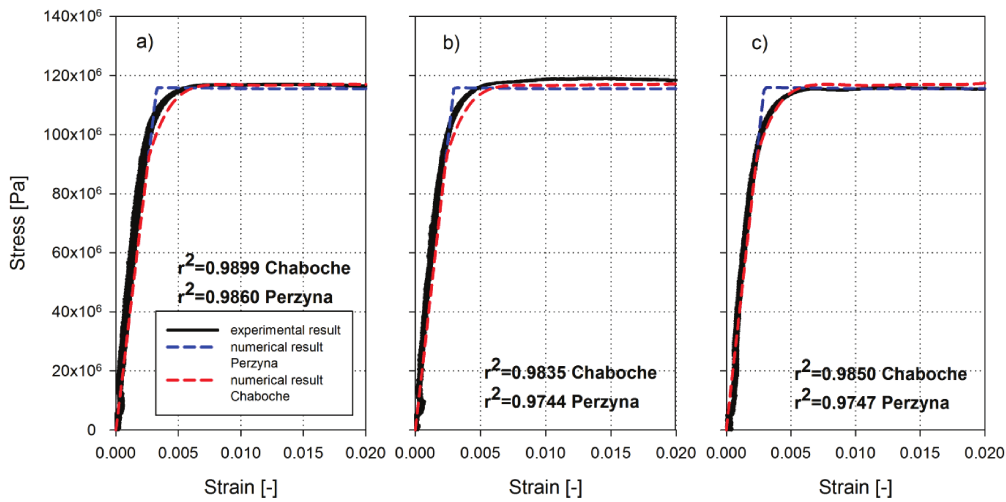 140x10⁶
120x10⁶
100x10⁶
80x10⁶
60x10⁶
40x10⁶
20x10⁶
0
Stress [Pa]
a)
r²=0.9899 Chaboche
r²=0.9860 Perzyna
experimental result
numerical result
Perzyna
numerical result
Chaboche
0.000 0.005 0.010 0.015 0.020
Strain [-]
b)
r²=0.9835 Chaboche
r²=0.9744 Perzyna
0.000 0.005 0.010 0.015 0.020
Strain [-]
c)
r²=0.9850 Chaboche
r²=0.9747 Perzyna
0.000 0.005 0.010 0.015 0.020
Strain [-]